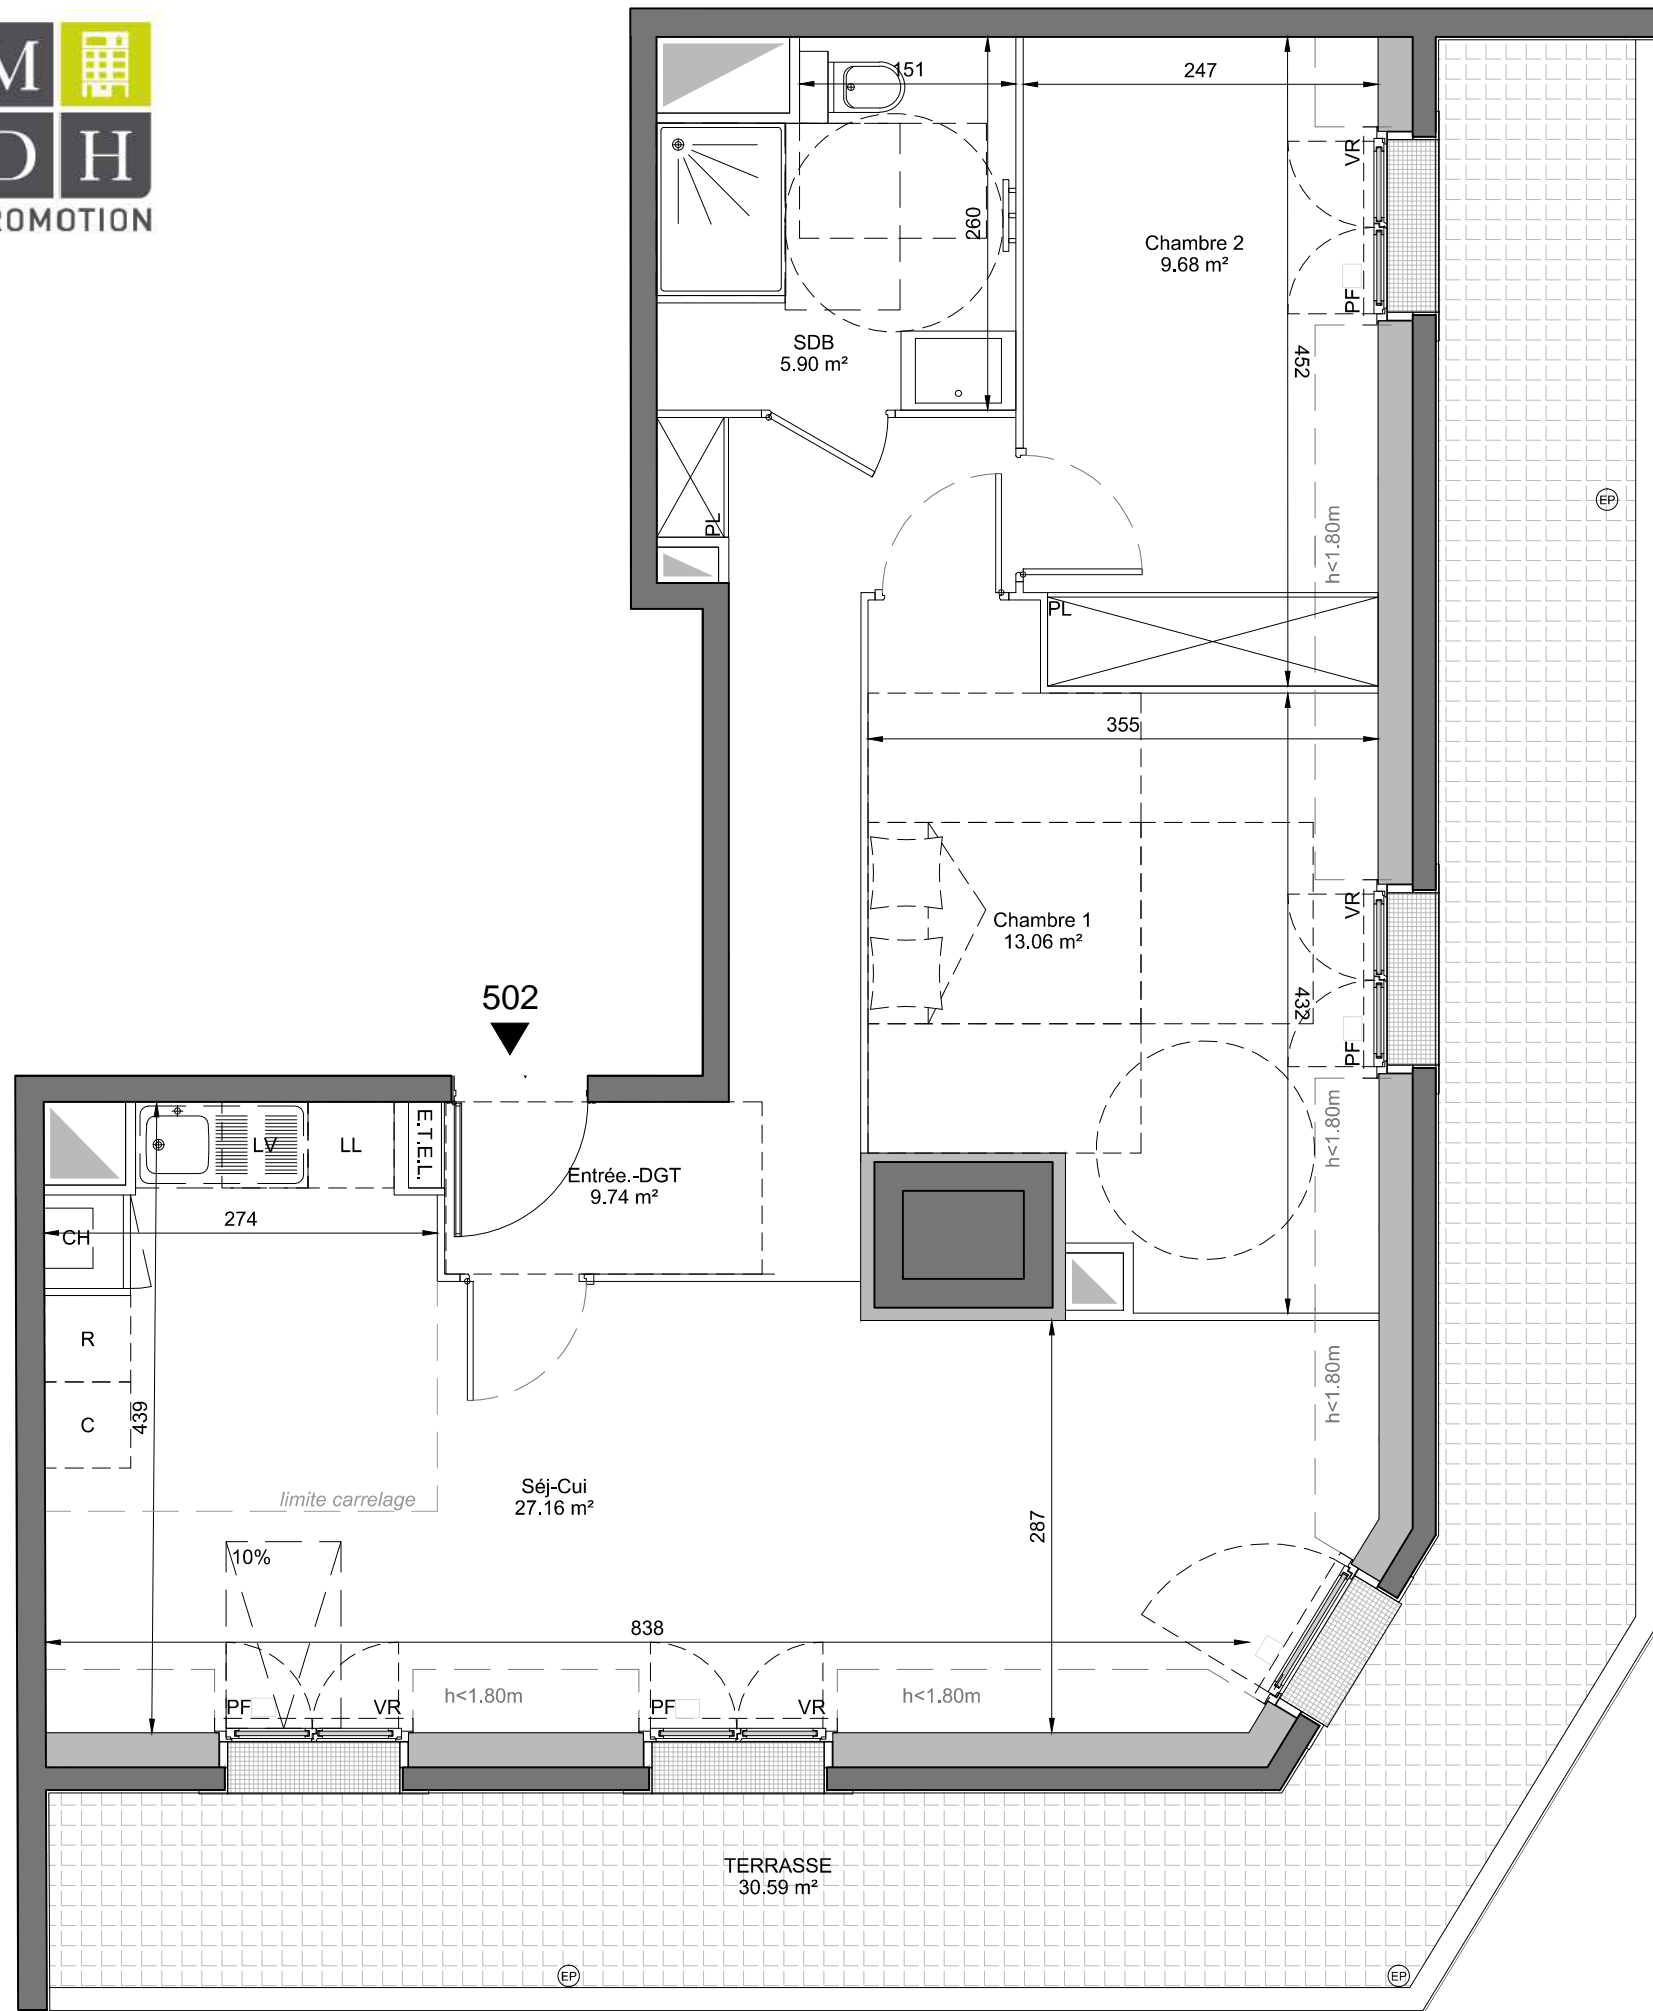 M
D H
ROMOTION
151
247
VR
260
Chambre 2
9.68 m²
PF
SDB
5.90 m²
452
EP
PL
h<1.80m
PL
355
VR
Chambre 1
13.06 m²
432
PF
502
E.T.E.L.
LV
LL
h<1.80m
Entrée.-DGT
9.74 m²
274
CH
R
C
439
h<1.80m
limite carrelage
Séj-Cui
27.16 m²
287
10%
838
PF
VR
h<1.80m
PF
VR
h<1.80m
TERRASSE
30.59 m²
EP
EP